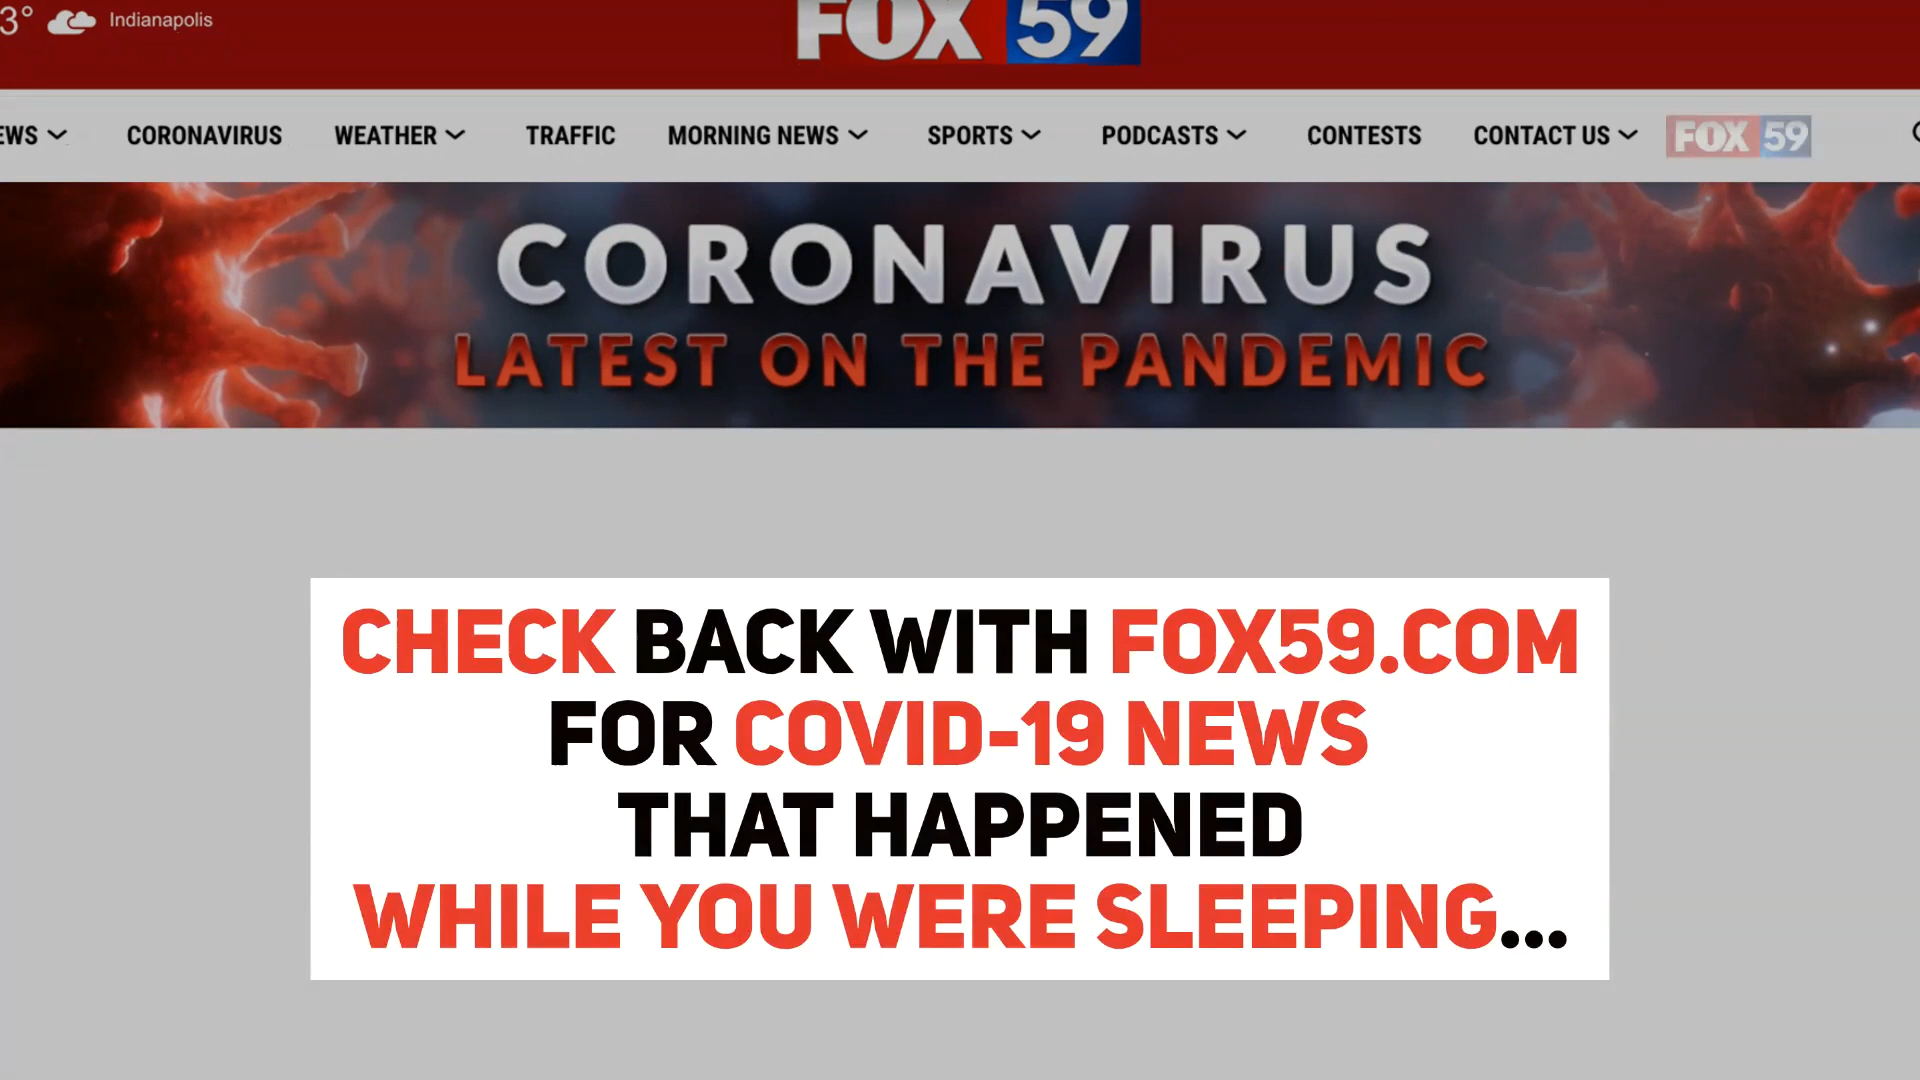 3° Indianapolis
FOX 59
EWS CORONAVIRUS WEATHER TRAFFIC MORNING NEWS SPORTS PODCASTS CONTESTS CONTACT US FOX 59
CORONAVIRUS
LATEST ON THE PANDEMIC
CHECK BACK WITH FOX59.COM
FOR COVID-19 NEWS
THAT HAPPENED
WHILE YOU WERE SLEEPING...